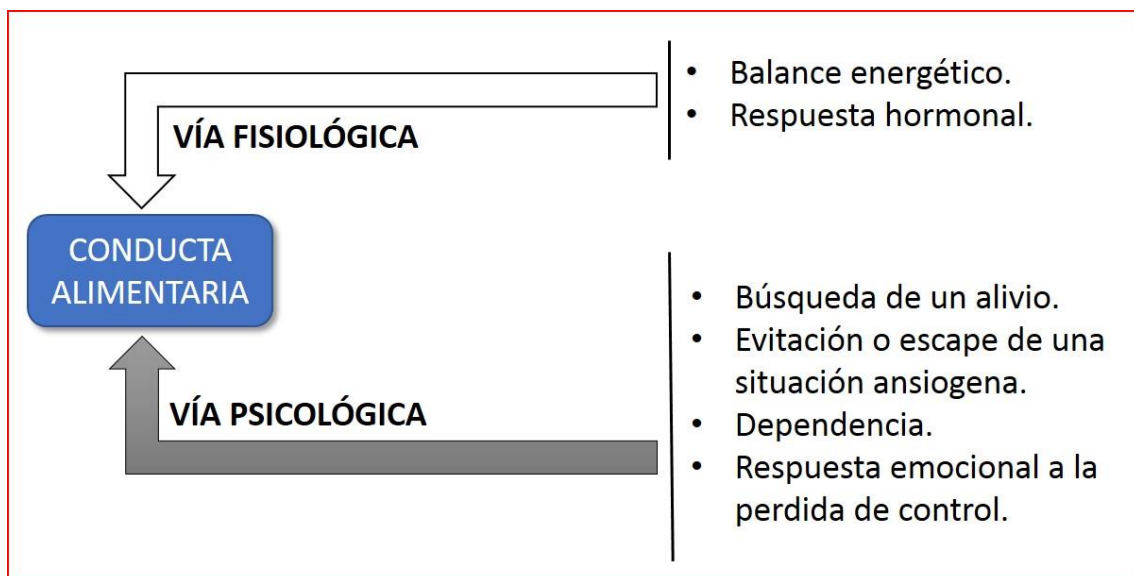 • Balance energético.
• Respuesta hormonal.
VÍA FISIOLÓGICA
CONDUCTA
ALIMENTARIA
• Búsqueda de un alivio.
• Evitación o escape de una
situación ansiogena.
• Dependencia.
• Respuesta emocional a la
perdida de control.
VÍA PSICOLÓGICA